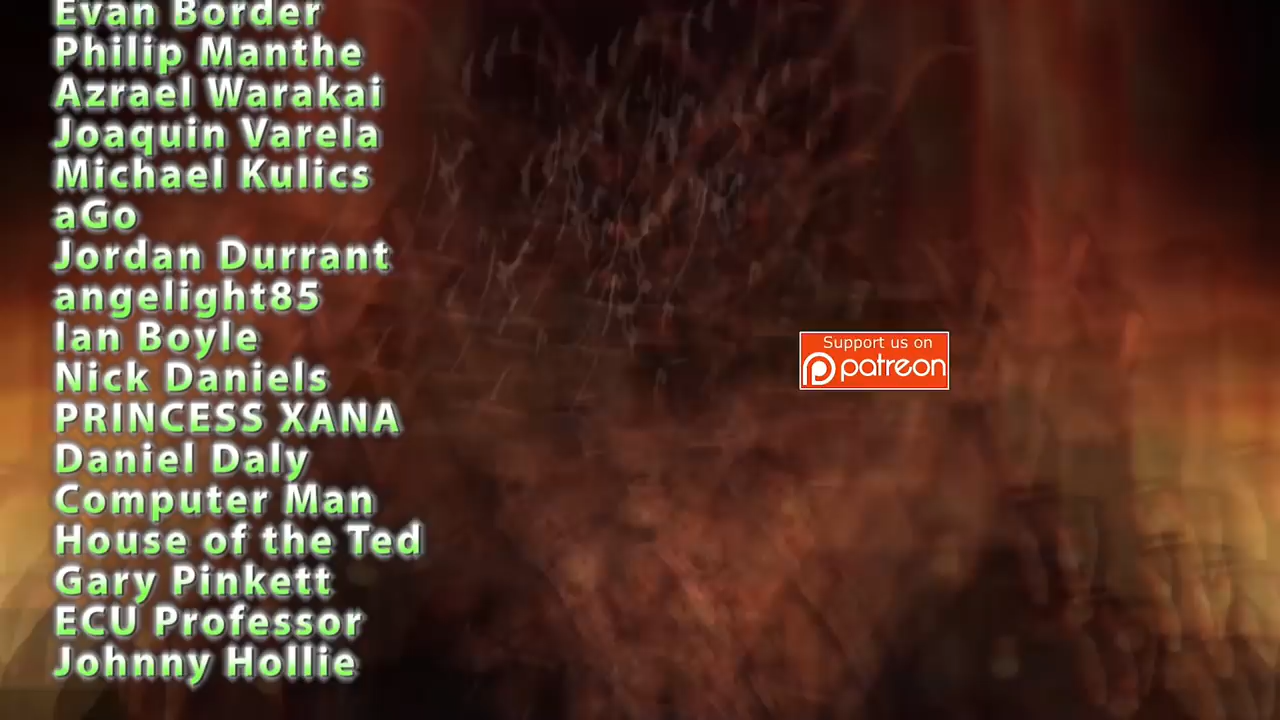 Evan Border
Philip Manthe
Azrael Warakai
Joaquin Varela
Michael Kulics
aGo
Jordan Durrant
angelight85
Ian Boyle
Nick Daniels
PRINCESS XANA
Daniel Daly
Computer Man
House of the Ted
Gary Pinkett
ECU Professor
Johnny Hollie
Support us on
patreon